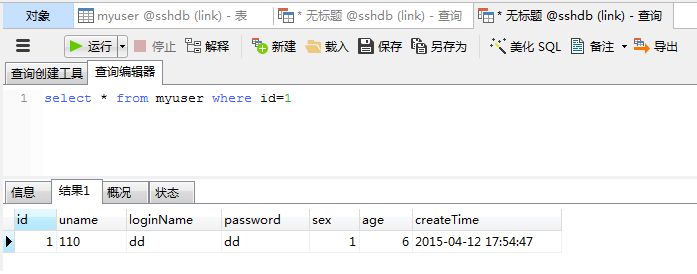 对象 myuser @sshdb (link) - 表 * 无标题 @sshdb (link) - 查询 * 无标题 @sshdb (link) - 查询
运行 停止 解释 新建 载入 保存 另存为 美化 SQL 备注 导出
查询创建工具 查询编辑器
1 select * from myuser where id=1
信息 结果1 概况 状态
id uname loginName password sex age createTime
1 110 dd dd 1 6 2015-04-12 17:54:47